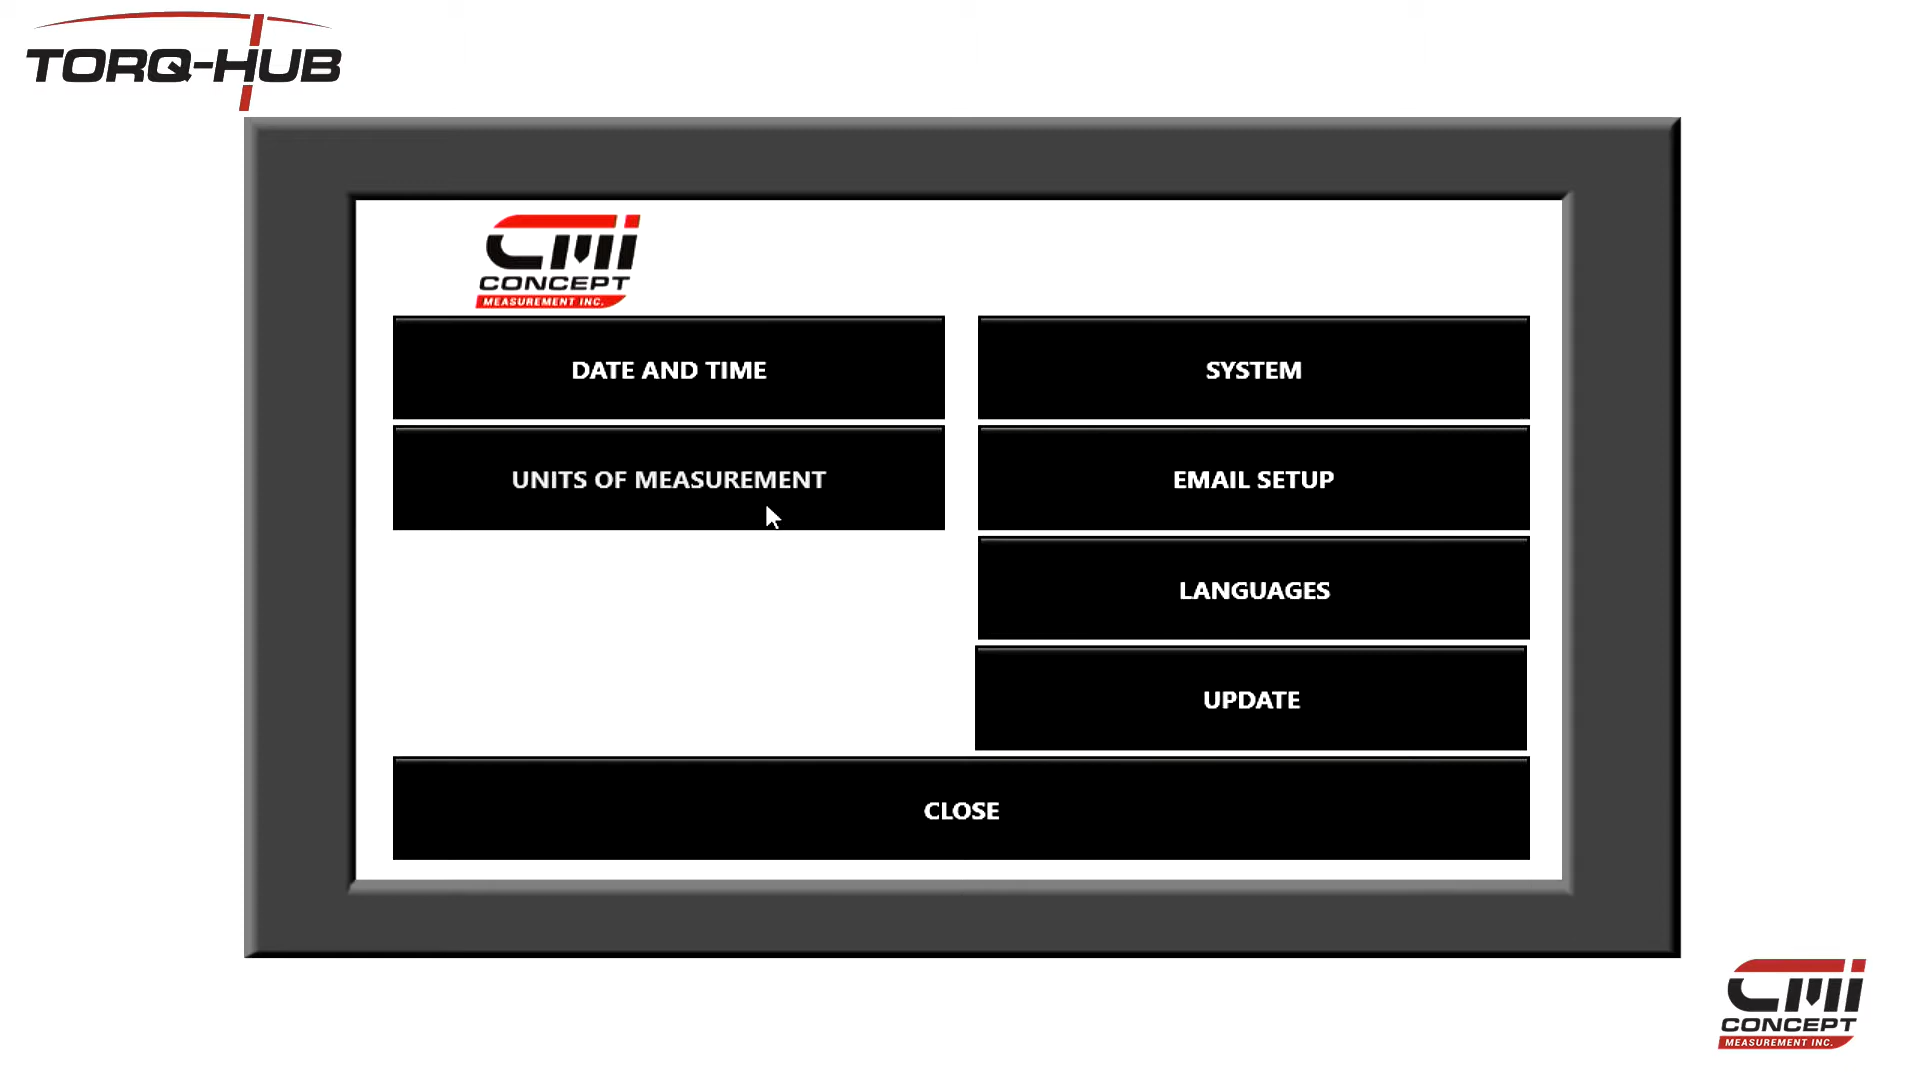 TORQ-HUB
CMI
CONCEPT
MEASUREMENT INC.
DATE AND TIME
SYSTEM
UNITS OF MEASUREMENT
EMAIL SETUP
LANGUAGES
UPDATE
CLOSE
CMI
CONCEPT
MEASUREMENT INC.